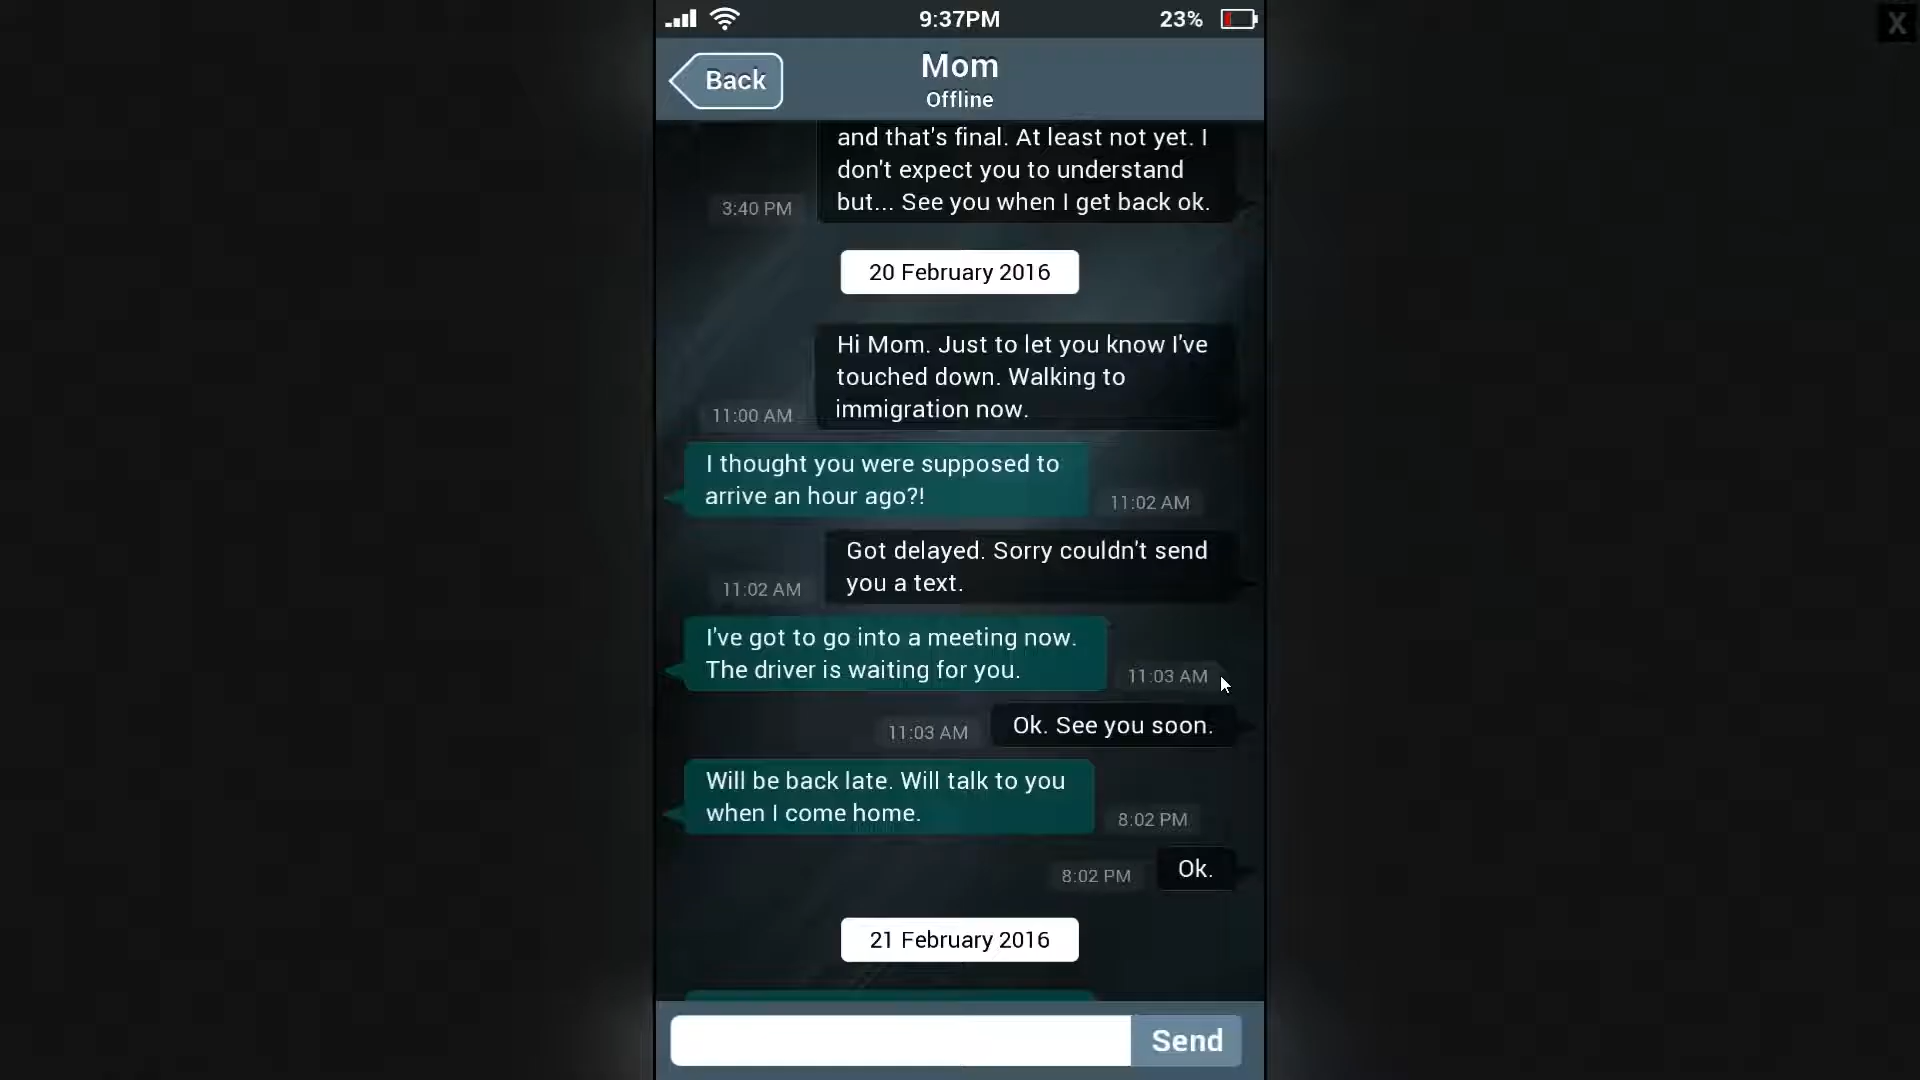 9:37PM
23%
X
Back
Mom
Offline
and that's final. At least not yet. I
don't expect you to understand
but... See you when I get back ok.
3:40 PM
20 February 2016
Hi Mom. Just to let you know I've
touched down. Walking to
immigration now.
11:00 AM
I thought you were supposed to
arrive an hour ago?!
11:02 AM
Got delayed. Sorry couldn't send
you a text.
11:02 AM
I've got to go into a meeting now.
The driver is waiting for you.
11:03 AM
Ok. See you soon.
11:03 AM
Will be back late. Will talk to you
when I come home.
8:02 PM
Ok.
8:02 PM
21 February 2016
Send